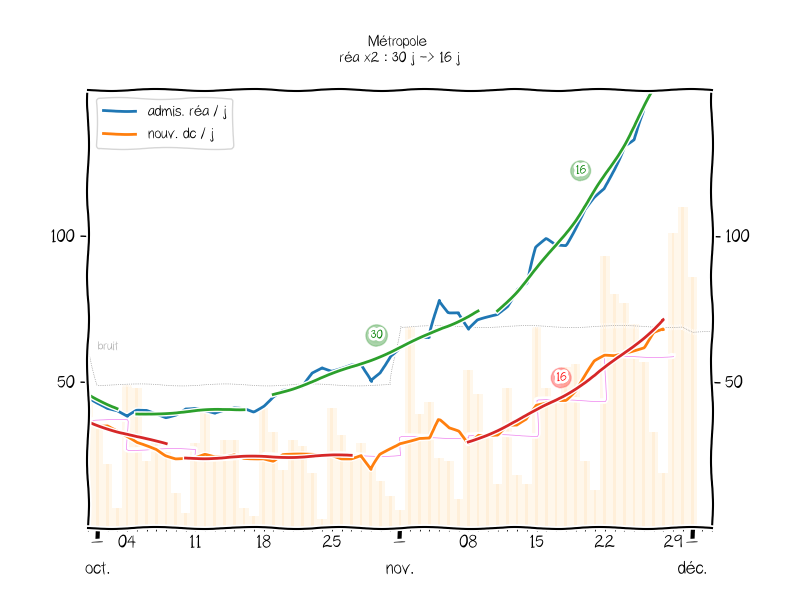 Métropole
réa x2 : 30 j -> 16 j
admis. réa / j
nouv. dc / j
16
100
100
30
bruit
50
16
50
04
11
18
25
08
15
22
29
oct.
nov.
déc.